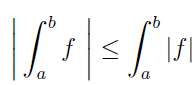 | ∫_a^b f | ≤ ∫_a^b |f|